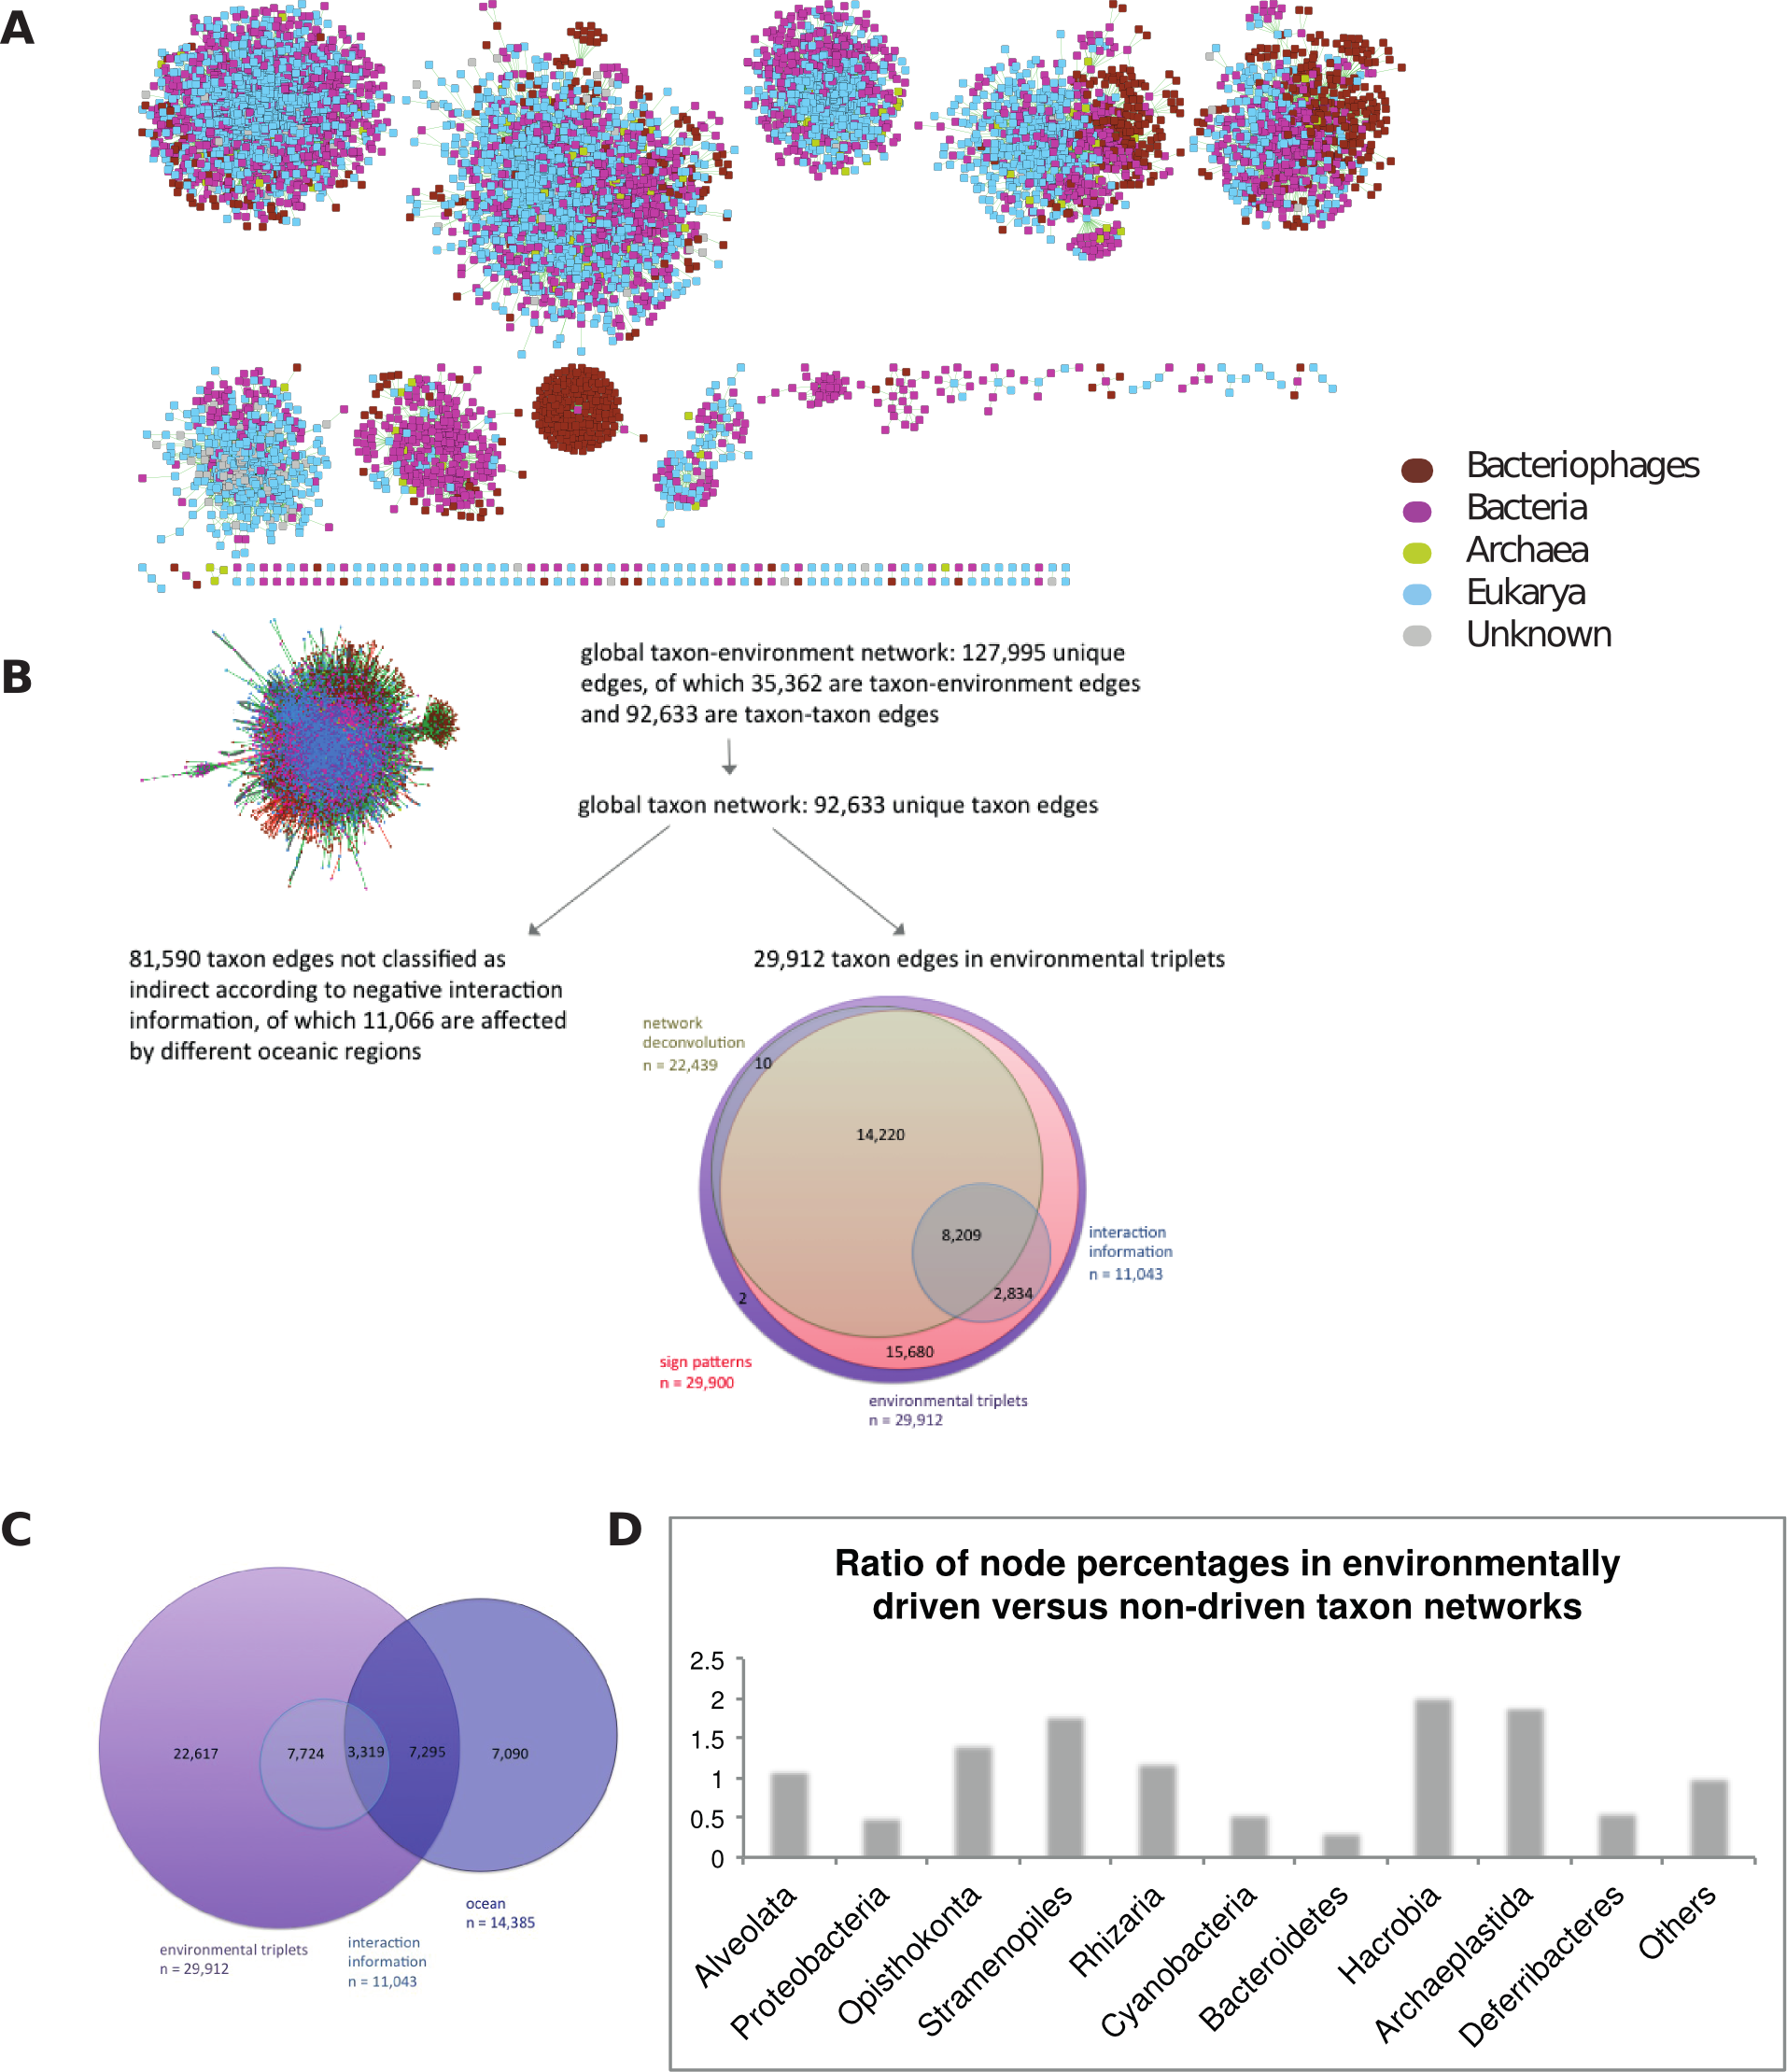 A
Bacteriophages
Bacteria
Archaea
Eukarya
Unknown
B
global taxon-environment network: 127,995 unique
edges, of which 35,362 are taxon-environment edges
and 92,633 are taxon-taxon edges
global taxon network: 92,633 unique taxon edges
81,590 taxon edges not classified as
indirect according to negative interaction
information, of which 11,066 are affected
by different oceanic regions
29,912 taxon edges in environmental triplets
network
deconvolution
n = 22,439
10
14,220
8,209
interaction
information
n = 11,043
2,834
2
15,680
sign patterns
n = 29,900
environmental triplets
n = 29,912
C
22,617
7,724
3,319
7,295
7,090
ocean
n = 14,385
environmental triplets
n = 29,912
interaction
information
n = 11,043
D
Ratio of node percentages in environmentally
driven versus non-driven taxon networks
2.5
2
1.5
1
0.5
0
Alveolata
Proteobacteria
Opisthokonta
Stramenopiles
Rhizaria
Cyanobacteria
Bacteroidetes
Hacrobia
Archaeplastida
Deferribacteres
Others